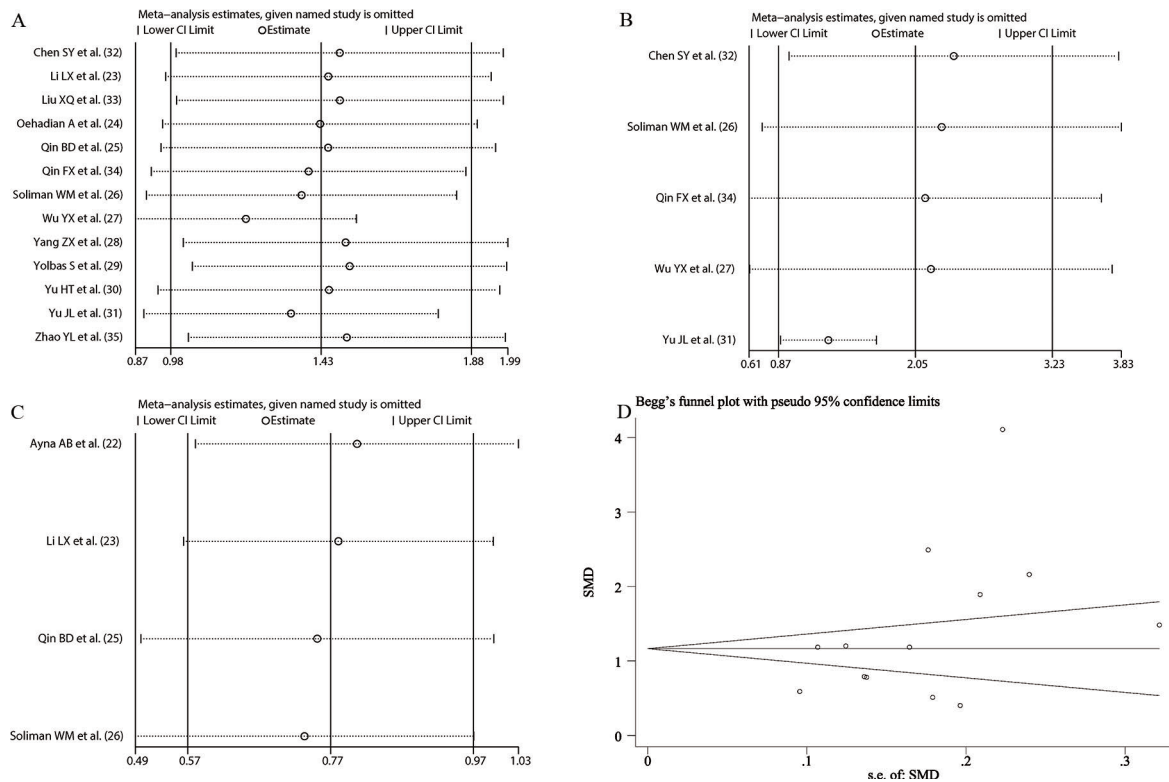 A
Meta−analysis estimates, given named study is omitted
Lower CI Limit Estimate Upper CI Limit
Chen SY et al. (32)
Li LX et al. (23)
Liu XQ et al. (33)
Oehadian A et al. (24)
Qin BD et al. (25)
Qin FX et al. (34)
Soliman WM et al. (26)
Wu YX et al. (27)
Yang ZX et al. (28)
Yolbas S et al. (29)
Yu HT et al. (30)
Yu JL et al. (31)
Zhao YL et al. (35)
0.87 0.98 1.43 1.88 1.99
B
Meta−analysis estimates, given named study is omitted
Lower CI Limit Estimate Upper CI Limit
Chen SY et al. (32)
Soliman WM et al. (26)
Qin FX et al. (34)
Wu YX et al. (27)
Yu JL et al. (31)
0.61 0.87 2.05 3.23 3.83
C
Meta−analysis estimates, given named study is omitted
Lower CI Limit Estimate Upper CI Limit
Ayna AB et al. (22)
Li LX et al. (23)
Qin BD et al. (25)
Soliman WM et al. (26)
0.49 0.57 0.77 0.97 1.03
D
Begg's funnel plot with pseudo 95% confidence limits
SMD
4
3
2
1
0
0 .1 .2 .3
s.e. of: SMD